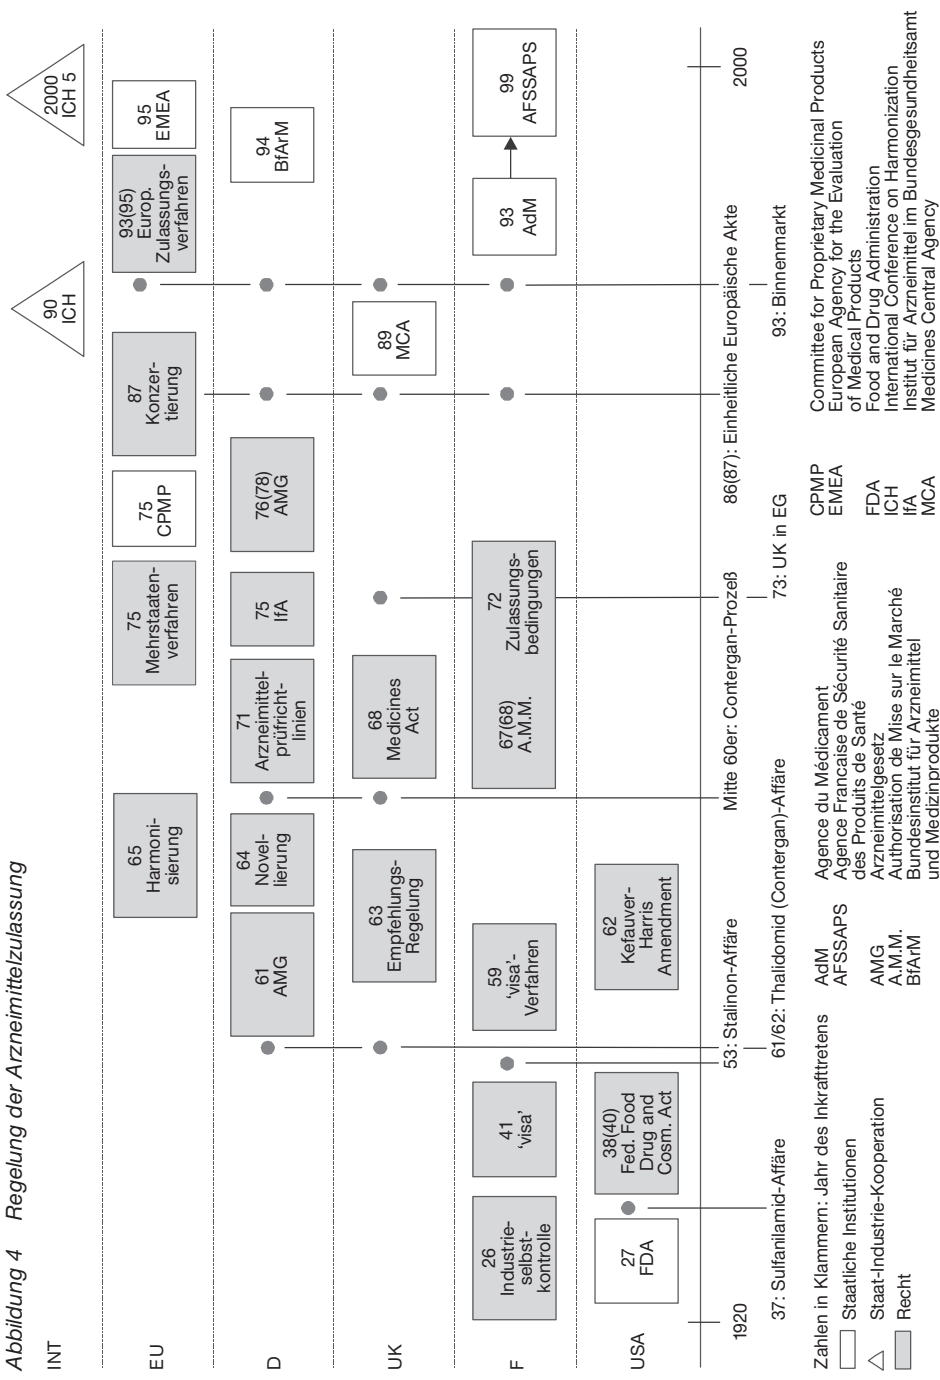 Abbildung 4 Regelung der Arzneimittelzulassung
INT
90
ICH
2000
ICH 5
EU
65
Harmoni-
sierung
75
Mehrstaaten-
verfahren
75
CPMP
87
Konzer-
tierung
93(95)
Europ.
Zulassungs-
verfahren
95
EMEA
D
61
AMG
64
Novel-
lierung
71
Arzneimittel-
prüfricht-
linien
75
IfA
76(78)
AMG
94
BfArM
UK
63
Empfehlungs-
Regelung
68
Medicines
Act
89
MCA
F
26
Industrie-
selbst-
kontrolle
41
'visa'
59
'visa'-
Verfahren
67(68)
A.M.M.
72
Zulassungs-
bedingungen
93
AdM
99
AFSSAPS
USA
27
FDA
38(40)
Fed. Food
Drug and
Cosm. Act
62
Kefauver-
Harris
Amendment
1920
2000
53: Stalinon-Affäre
Mitte 60er: Contergan-Prozeß
86(87): Einheitliche Europäische Akte
37: Sulfanilamid-Affäre
61/62: Thalidomid (Contergan)-Affäre
73: UK in EG
93: Binnenmarkt
Zahlen in Klammern: Jahr des Inkrafttretens
Staatliche Institutionen
Staat-Industrie-Kooperation
Recht
AdM Agence du Médicament
AFSSAPS Agence Francaise de Sécurité Sanitaire
des Produits de Santé
AMG Arzneimittelgesetz
A.M.M. Authorisation de Mise sur le Marché
BfArM Bundesinstitut für Arzneimittel
und Medizinprodukte
CPMP Committee for Proprietary Medicinal Products
EMEA European Agency for the Evaluation
of Medical Products
FDA Food and Drug Administration
ICH International Conference on Harmonization
IfA Institut für Arzneimittel im Bundesgesundheitsamt
MCA Medicines Central Agency